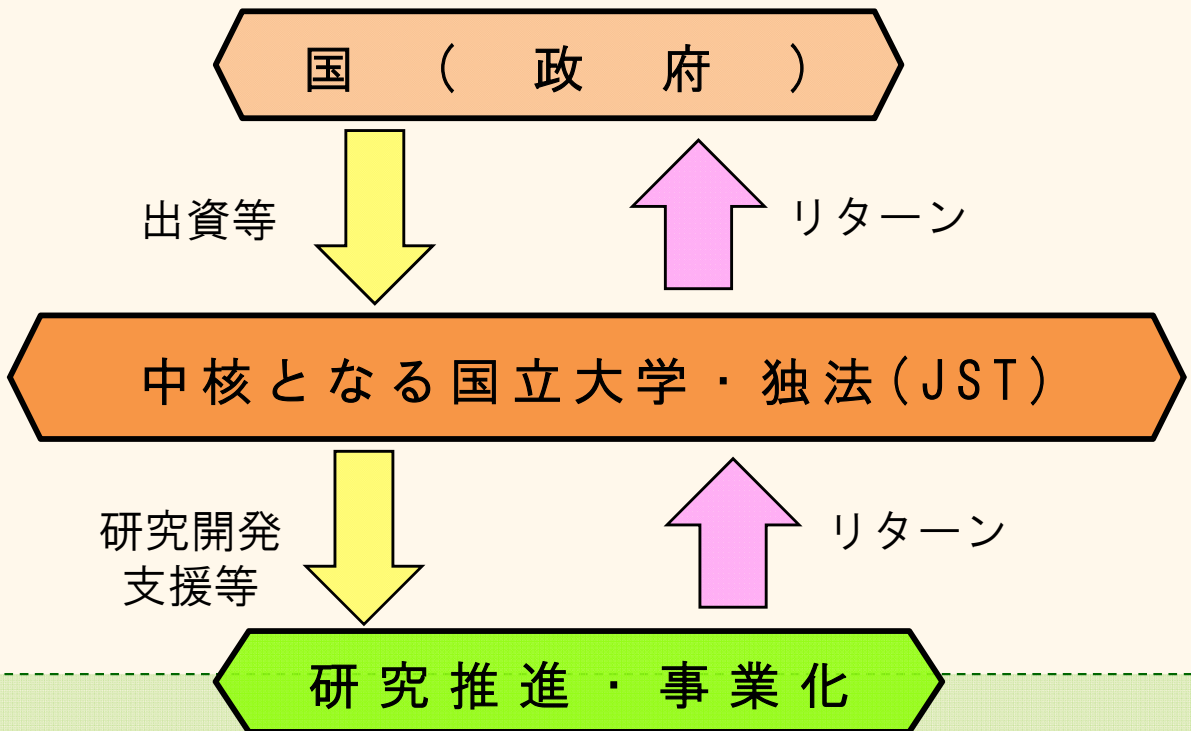 国（政府）
出資等
リターン
中核となる国立大学・独法(JST)
研究開発
支援等
リターン
研究推進・事業化